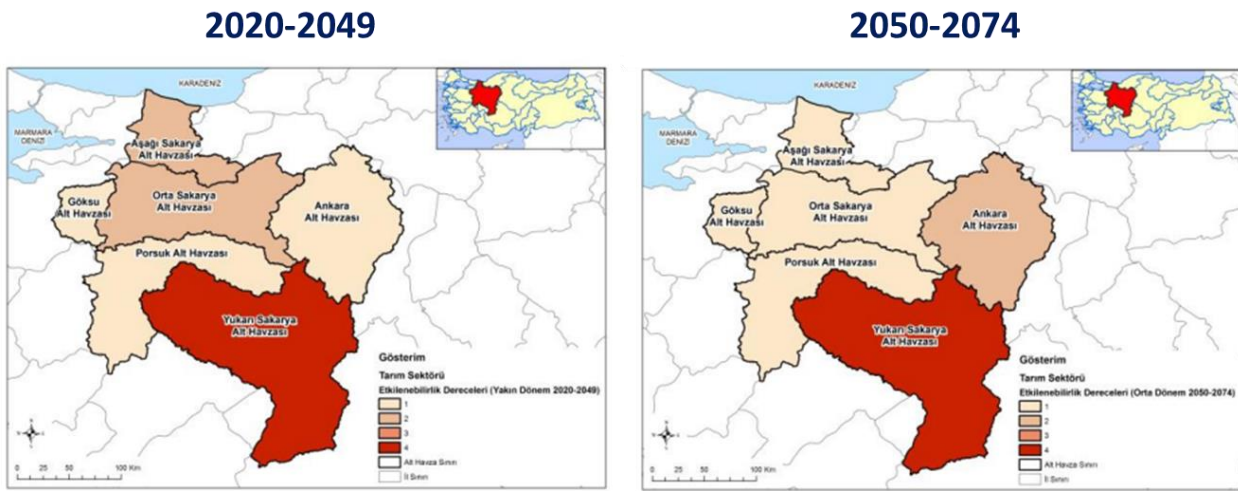 2020-2049
2050-2074
KARADENİZ
MARMARA
DENİZİ
Aşağı Sakarya
Alt Havzası
Göksu
Alt Havzası
Orta Sakarya
Alt Havzası
Ankara
Alt Havzası
Porsuk Alt Havzası
Yukarı Sakarya
Alt Havzası
Gösterim
Tarım Sektörü
Etkilenebilirlik Dereceleri (Yakın Dönem 2020-2049)
1
2
3
4
Alt Havza Sınırı
İl Sınırı
0 25 50 100 Km
KARADENİZ
MARMARA
DENİZİ
Aşağı Sakarya
Alt Havzası
Göksu
Alt Havzası
Orta Sakarya
Alt Havzası
Ankara
Alt Havzası
Porsuk Alt Havzası
Yukarı Sakarya
Alt Havzası
Gösterim
Tarım Sektörü
Etkilenebilirlik Dereceleri (Orta Dönem 2050-2074)
1
2
3
4
Alt Havza Sınırı
İl Sınırı
0 25 50 100 Km